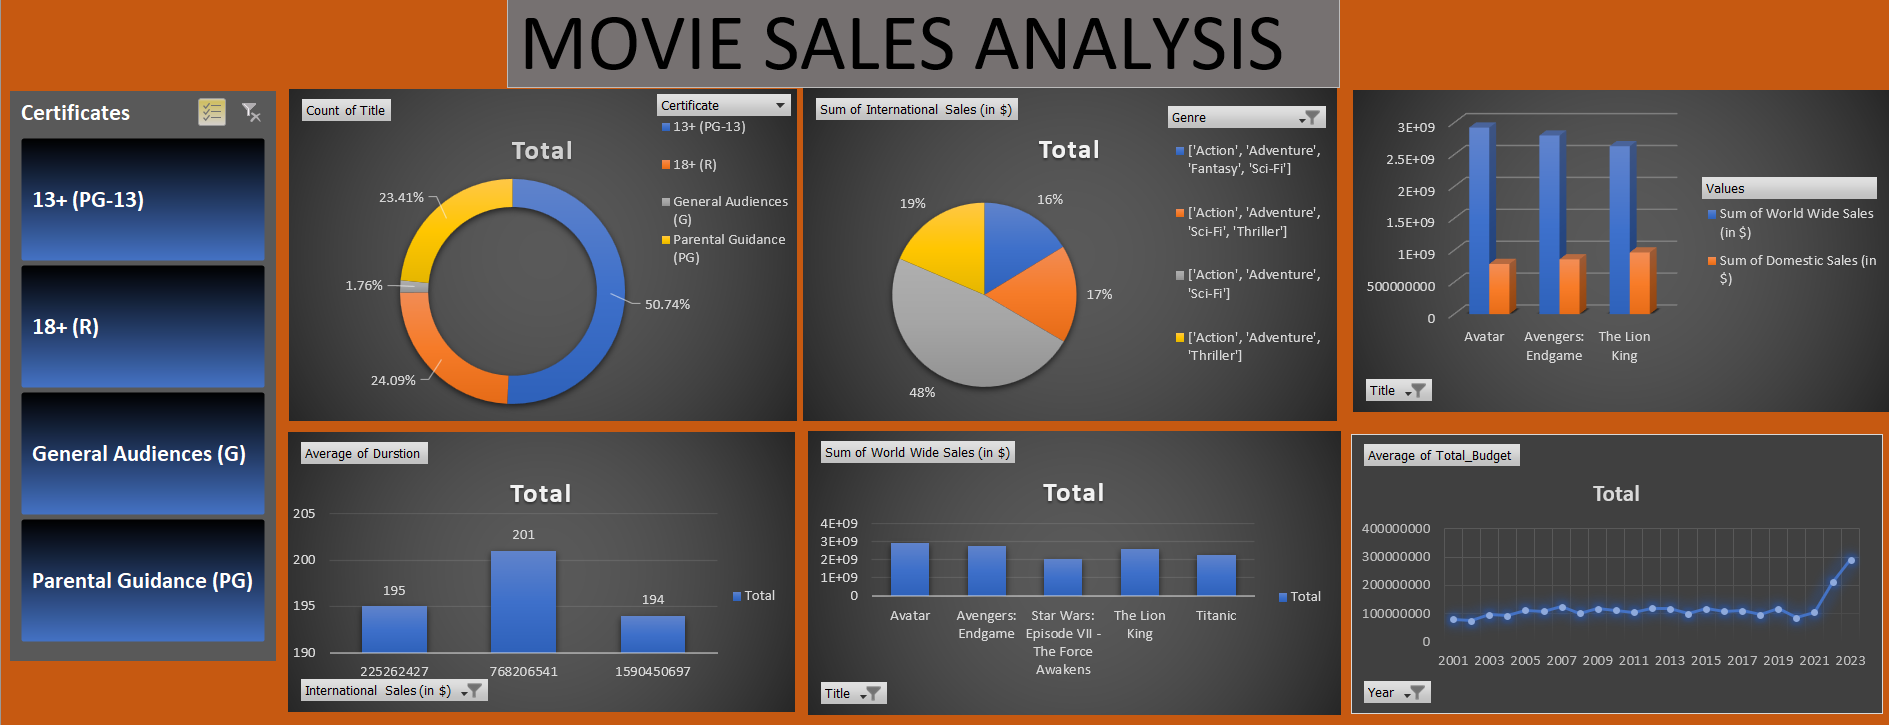 MOVIE SALES ANALYSIS
Certificates
13+ (PG-13)
18+ (R)
General Audiences (G)
Parental Guidance (PG)
Count of Title
Certificate
Total
13+ (PG-13)
18+ (R)
General Audiences
(G)
Parental Guidance
(PG)
23.41%
1.76%
24.09%
50.74%
Sum of International Sales (in $)
Genre
Total
['Action', 'Adventure',
'Fantasy', 'Sci-Fi']
['Action', 'Adventure',
'Sci-Fi', 'Thriller']
['Action', 'Adventure',
'Sci-Fi']
['Action', 'Adventure',
'Thriller']
19%
16%
17%
48%
3E+09
2.5E+09
2E+09
1.5E+09
1E+09
500000000
0
Avatar
Avengers:
Endgame
The Lion
King
Values
Sum of World Wide Sales
(in $)
Sum of Domestic Sales (in
$)
Title
Average of Durstion
Total
205
200
195
190
195
201
194
225262427
768206541
1590450697
Total
International Sales (in $)
Sum of World Wide Sales (in $)
Total
4E+09
3E+09
2E+09
1E+09
0
Avatar
Avengers:
Endgame
Star Wars:
Episode VII -
The Force
Awakens
The Lion
King
Titanic
Total
Title
Average of Total_Budget
Total
400000000
300000000
200000000
100000000
0
2001 2003 2005 2007 2009 2011 2013 2015 2017 2019 2021 2023
Year